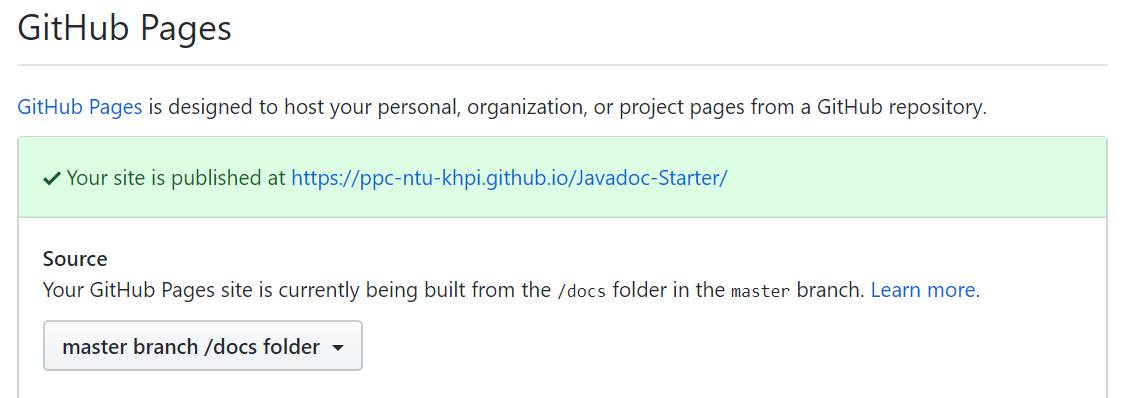 GitHub Pages
GitHub Pages is designed to host your personal, organization, or project pages from a GitHub repository.
✔ Your site is published at https://ppc-ntu-khpi.github.io/Javadoc-Starter/
Source
Your GitHub Pages site is currently being built from the /docs folder in the master branch. Learn more.
master branch /docs folder